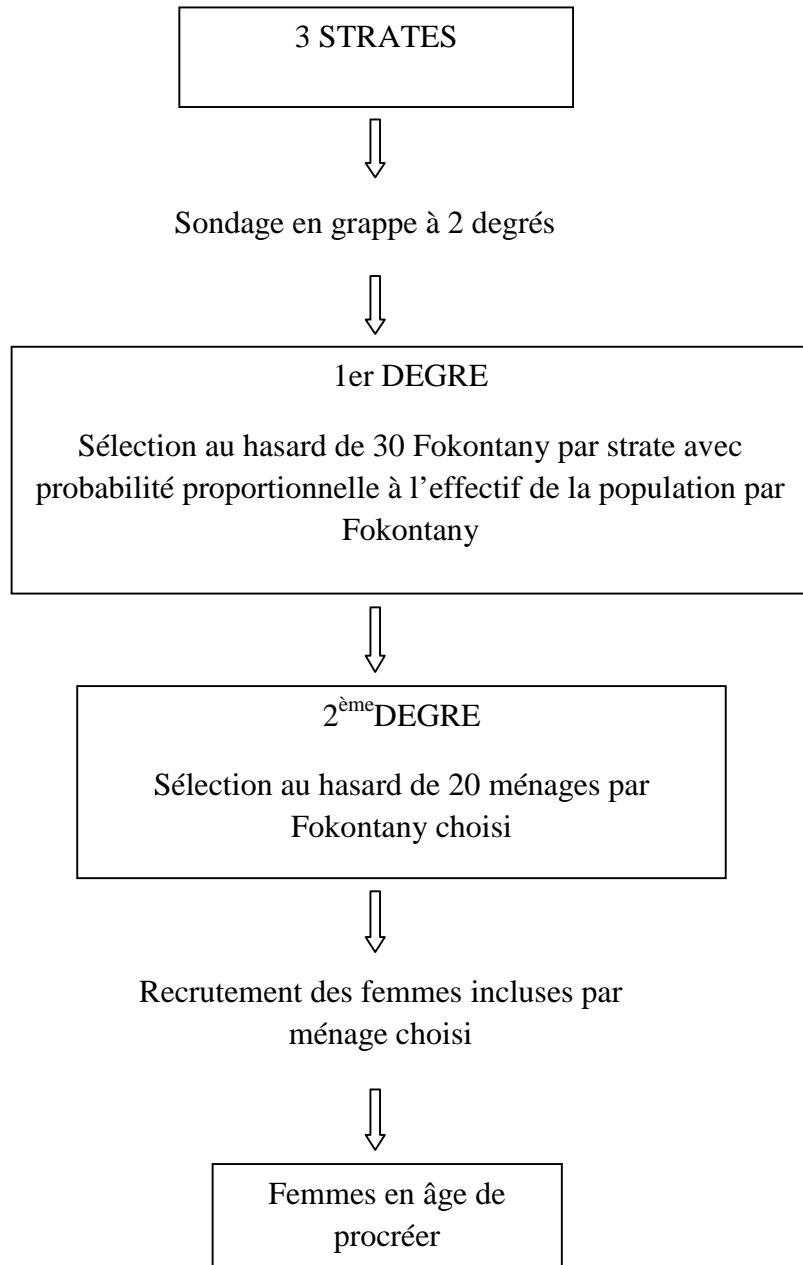 3 STRATES
Sondage en grappe à 2 degrés
1er DEGRE
Sélection au hasard de 30 Fokontany par strate avec
probabilité proportionnelle à l’effectif de la population par
Fokontany
2èmeDEGRE
Sélection au hasard de 20 ménages par
Fokontany choisi
Recrutement des femmes incluses par
ménage choisi
Femmes en âge de
procréer